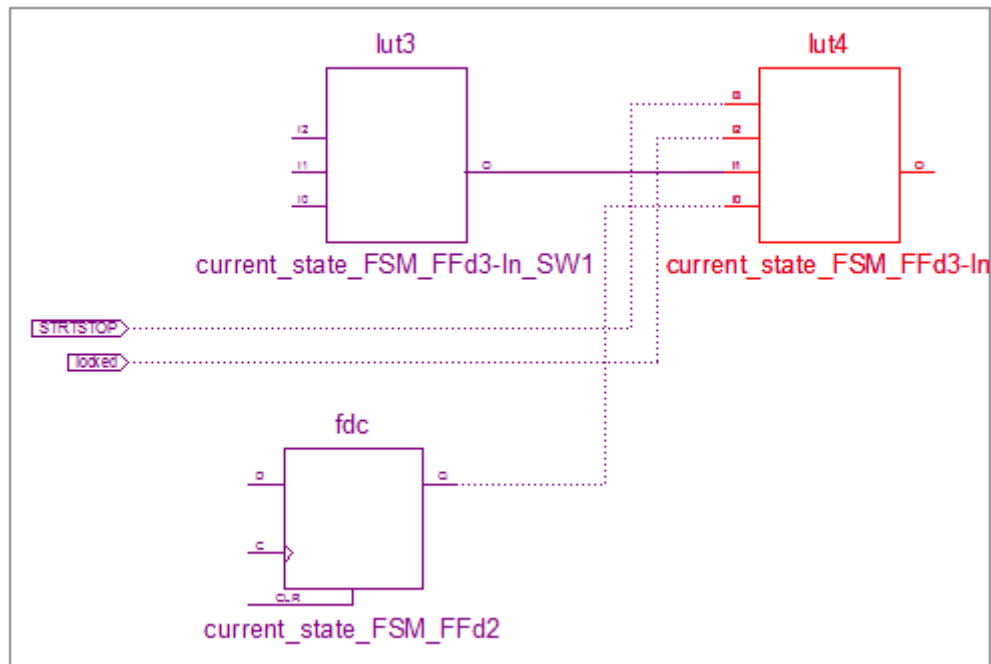 lut3
lut4
I3
I2
I2
I1
O
I1
O
I0
I0
current_state_FSM_FFd3-In_SW1
current_state_FSM_FFd3-In
STRTSTOP
locked
fdc
D
Q
C
CLR
current_state_FSM_FFd2